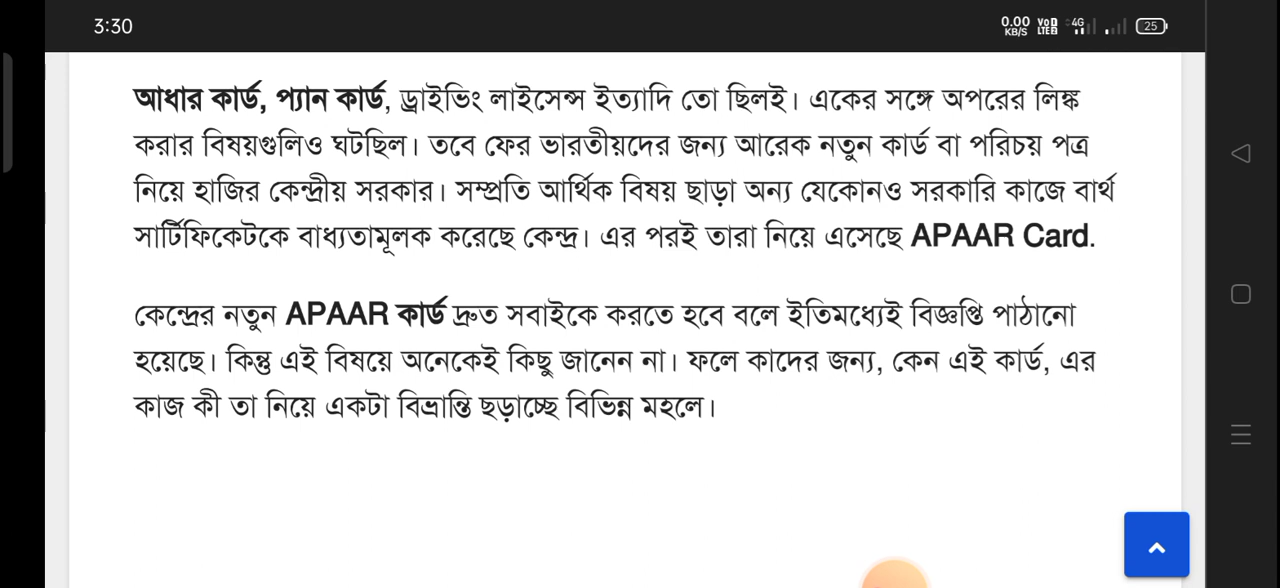 3:30
0.00 KB/S VoLTE 4G 25
আধার কার্ড, প্যান কার্ড, ড্রাইভিং লাইসেন্স ইত্যাদি তো ছিলই। একের সঙ্গে অপরের লিঙ্ক
করার বিষয়গুলিও ঘটছিল। তবে ফের ভারতীয়দের জন্য আরেক নতুন কার্ড বা পরিচয় পত্র
নিয়ে হাজির কেন্দ্রীয় সরকার। সম্প্রতি আর্থিক বিষয় ছাড়া অন্য যেকোনও সরকারি কাজে বার্থ
সার্টিফিকেটকে বাধ্যতামূলক করেছে কেন্দ্র। এর পরই তারা নিয়ে এসেছে APAAR Card.
কেন্দ্রের নতুন APAAR কার্ড দ্রুত সবাইকে করতে হবে বলে ইতিমধ্যেই বিজ্ঞপ্তি পাঠানো
হয়েছে। কিন্তু এই বিষয়ে অনেকেই কিছু জানেন না। ফলে কাদের জন্য, কেন এই কার্ড, এর
কাজ কী তা নিয়ে একটা বিভ্রান্তি ছড়াচ্ছে বিভিন্ন মহলে।